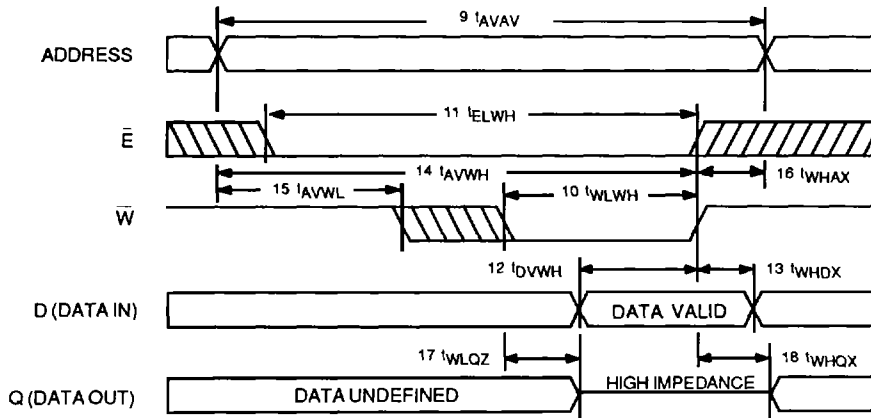 9 tAVAV
ADDRESS
11 tELWH
E̅
14 tAVWH
16 tWHAX
15 tAVWL
10 tWLWH
W̅
12 tDVWH
13 tWHDX
D (DATA IN)
DATA VALID
17 tWLQZ
18 tWHQX
HIGH IMPEDANCE
Q (DATA OUT)
DATA UNDEFINED